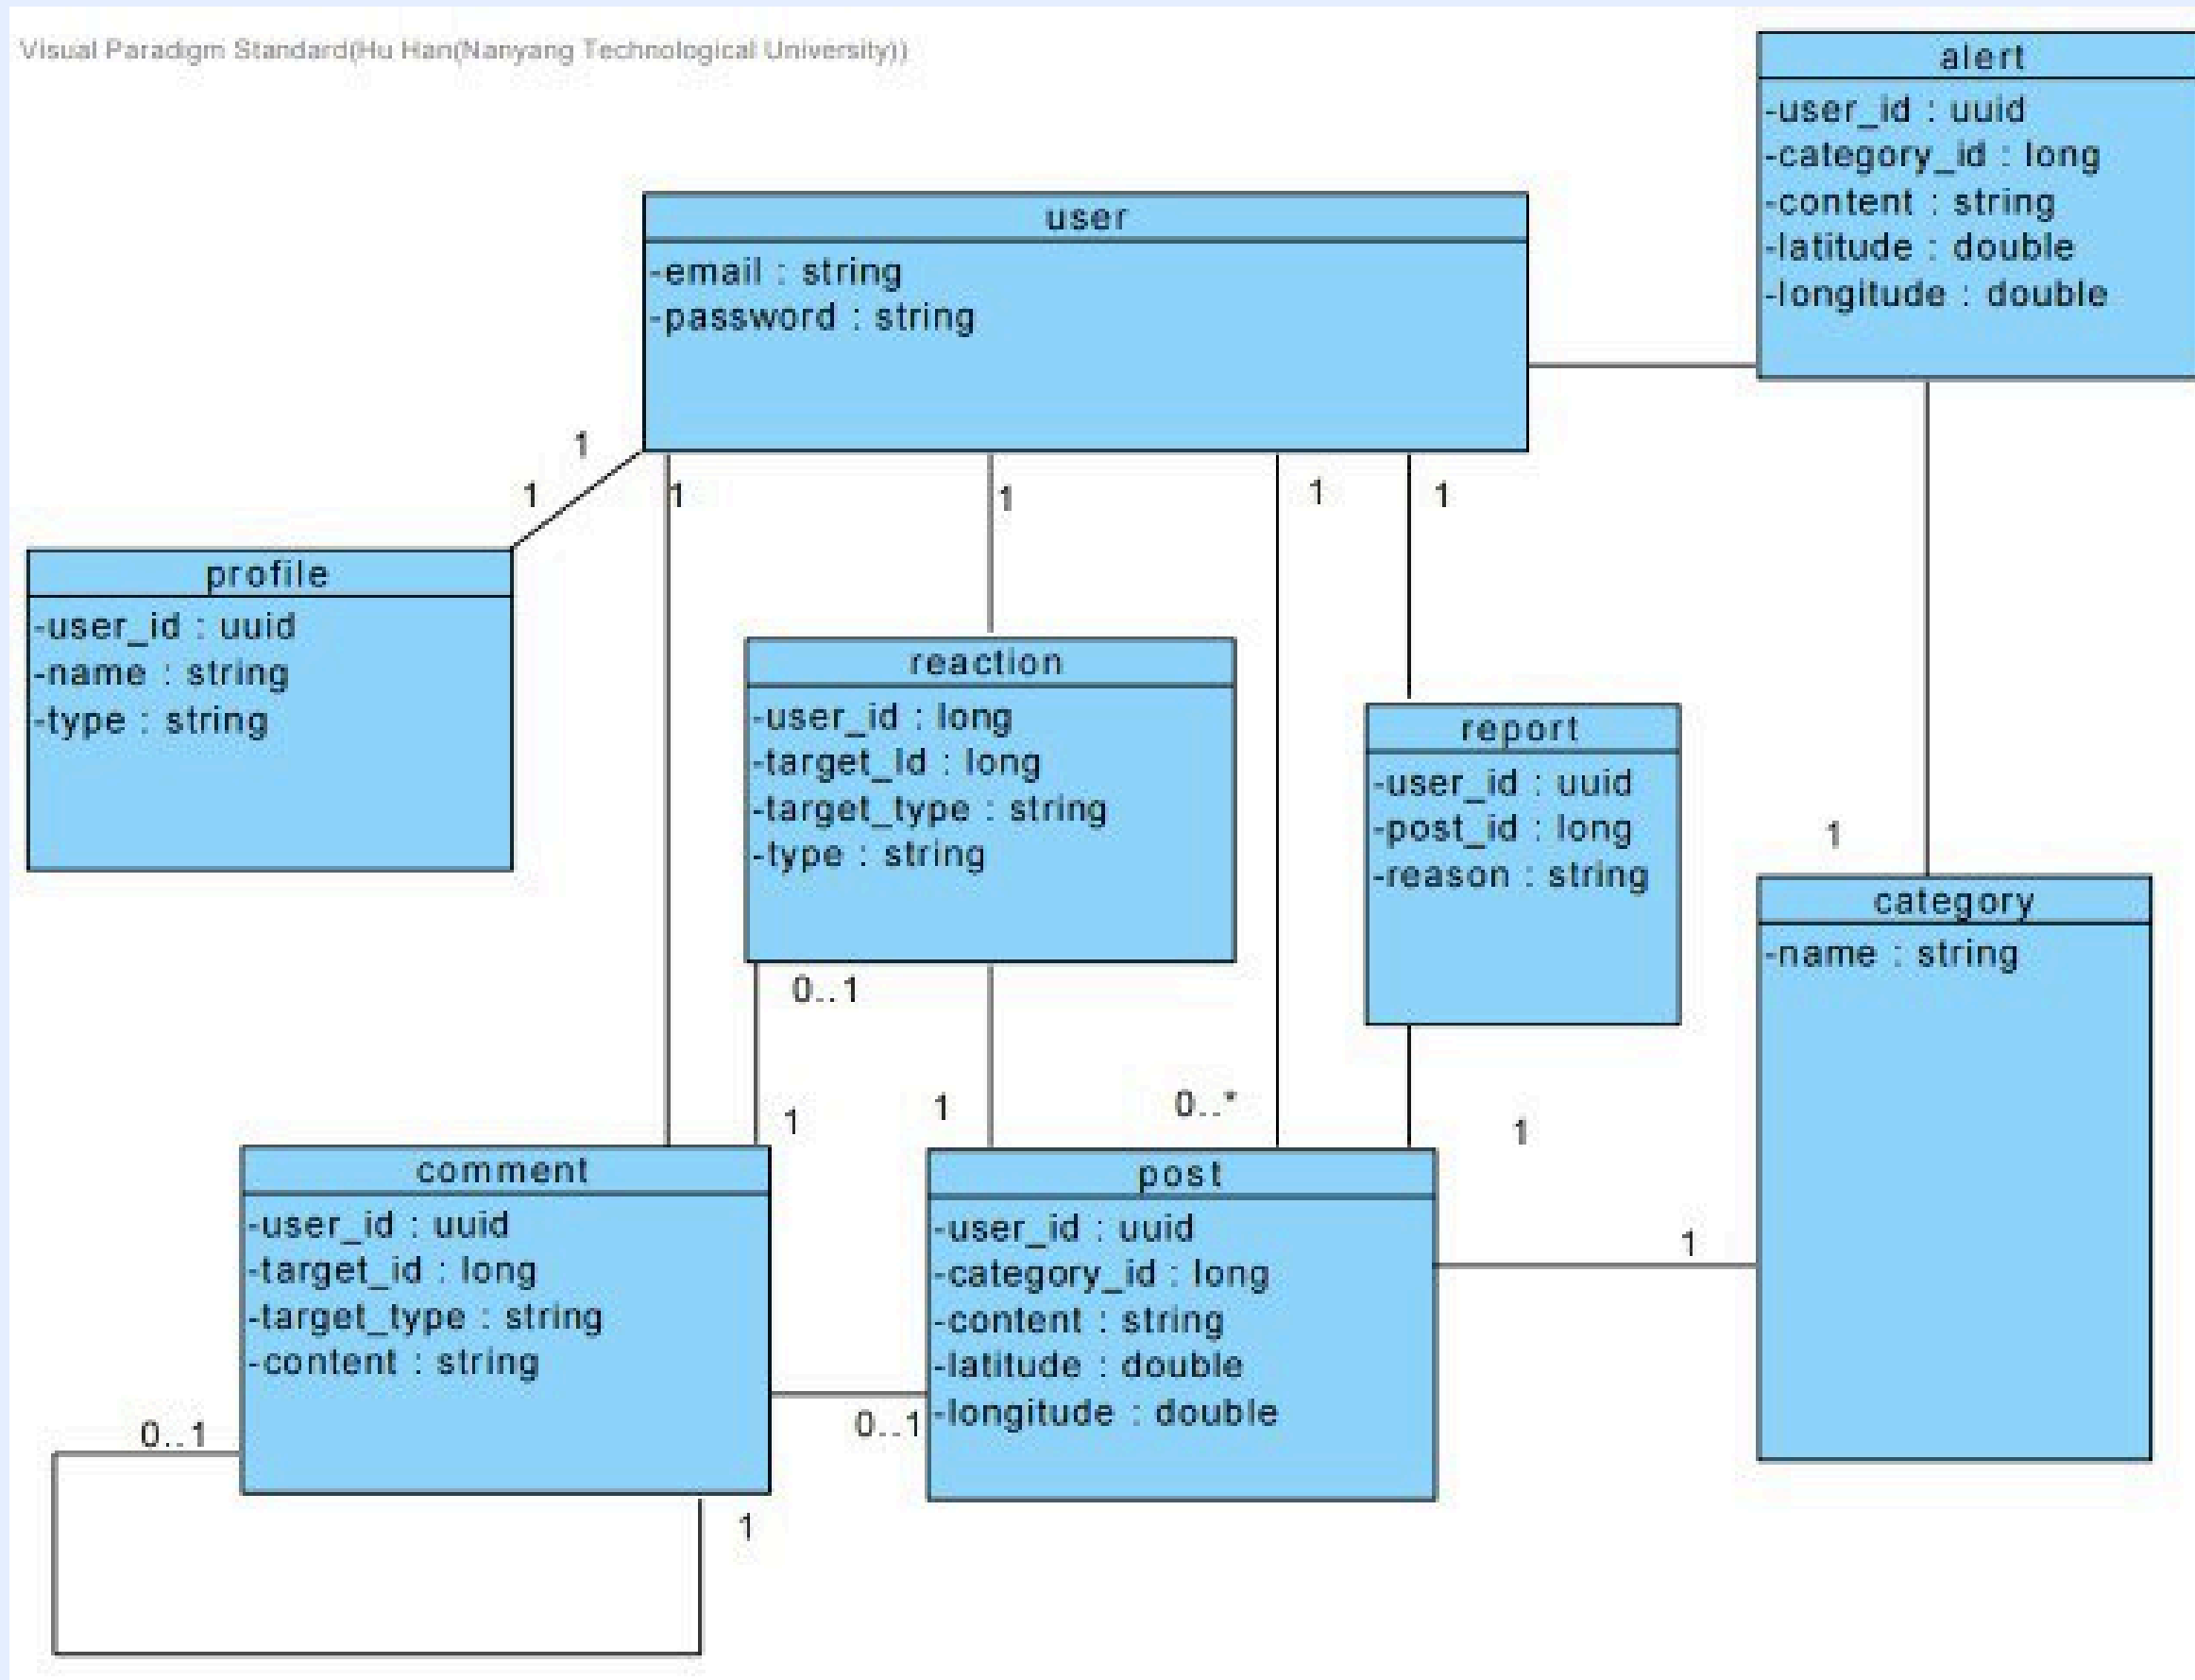 Visual Paradigm Standard(Hu Han(Nanyang Technological University))
alert
-user_id : uuid
-category_id : long
-content : string
-latitude : double
-longitude : double
user
-email : string
-password : string
1
1
1
1
1
1
profile
-user_id : uuid
-name : string
-type : string
reaction
-user_id : long
-target_id : long
-target_type : string
-type : string
report
-user_id : uuid
-post_id : long
-reason : string
1
category
-name : string
0..1
1
1
0..*
1
comment
-user_id : uuid
-target_id : long
-target_type : string
-content : string
post
-user_id : uuid
-category_id : long
-content : string
-latitude : double
-longitude : double
1
0..1
0..1
1